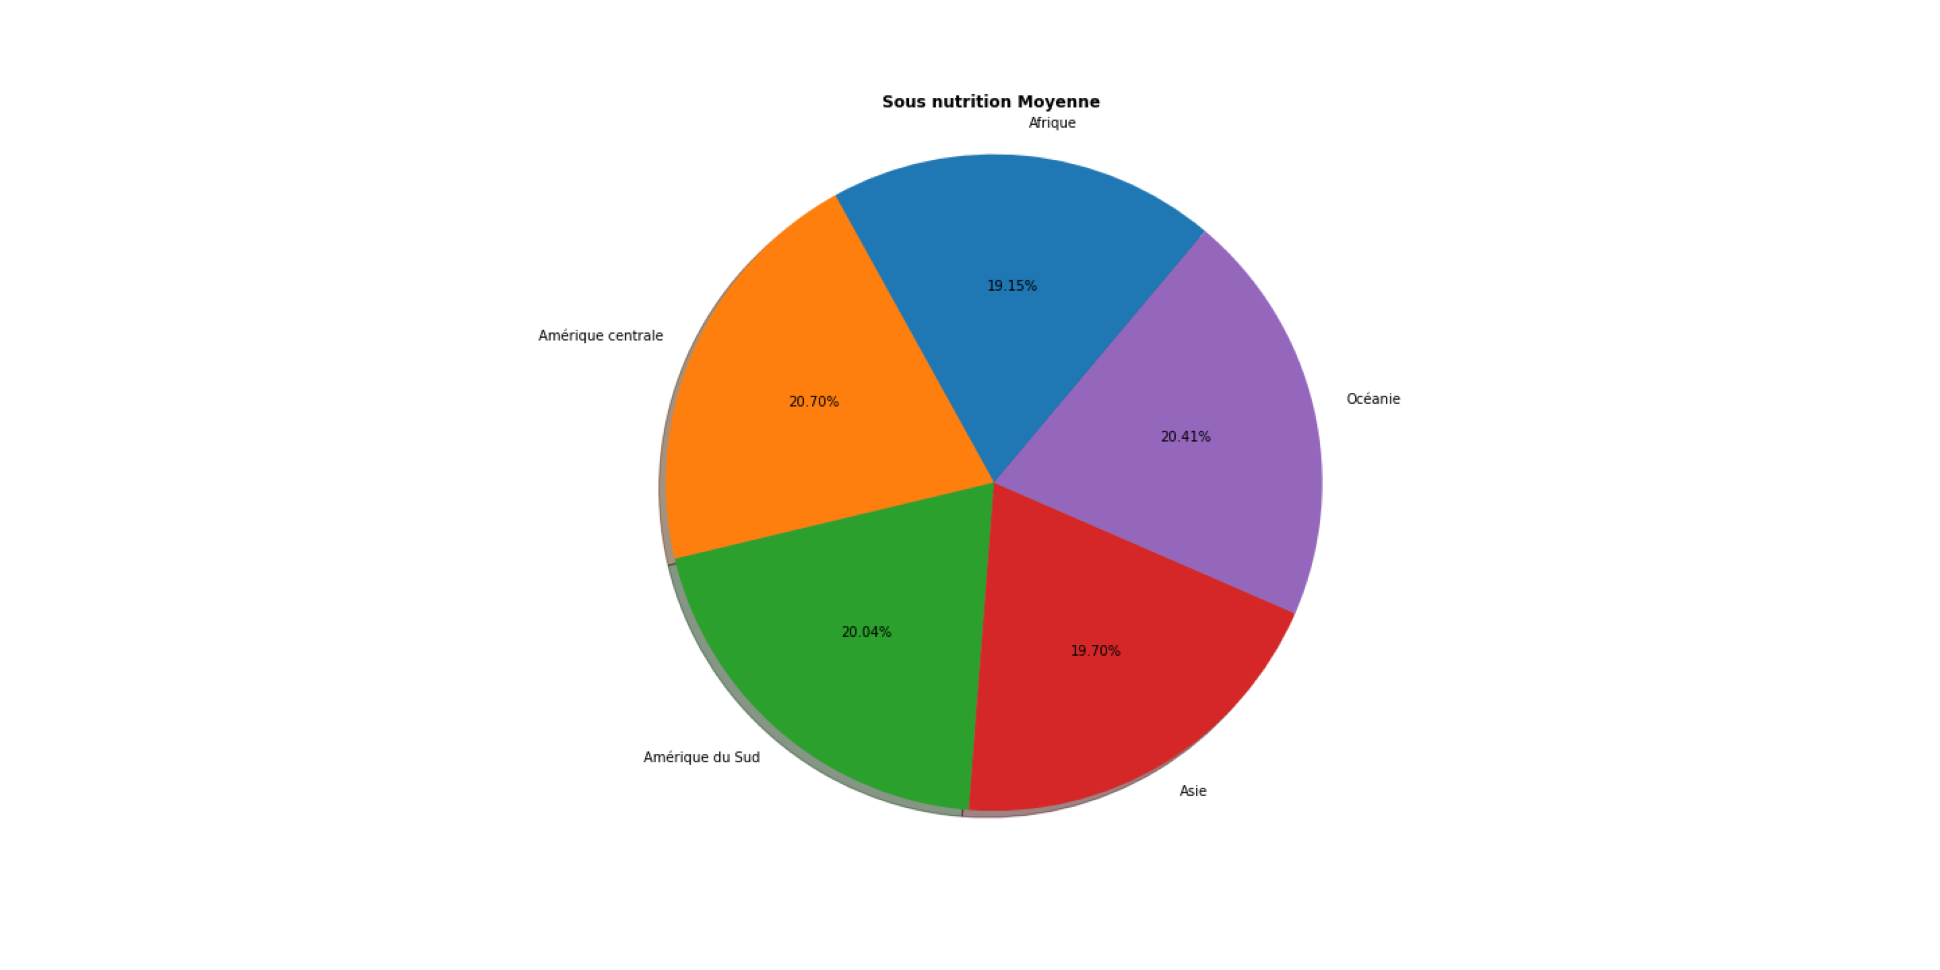 Sous nutrition Moyenne
Afrique
19.15%
Amérique centrale
20.70%
Océanie
20.41%
Amérique du Sud
20.04%
Asie
19.70%